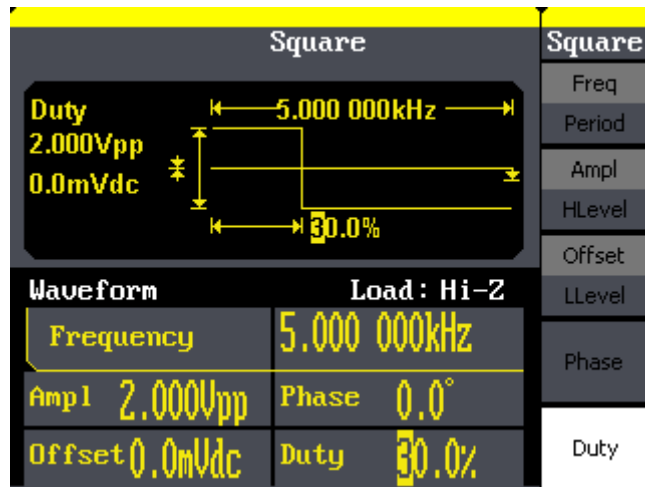 Square
Duty
5.000 000kHz
2.000Vpp
0.0mVdc
30.0%
Waveform
Load: Hi-Z
Frequency
5.000 000kHz
Ampl 2.000Vpp
Phase 0.0°
Offset 0.0mVdc
Duty 30.0%
Square
Freq
Period
Ampl
HLevel
Offset
LLevel
Phase
Duty